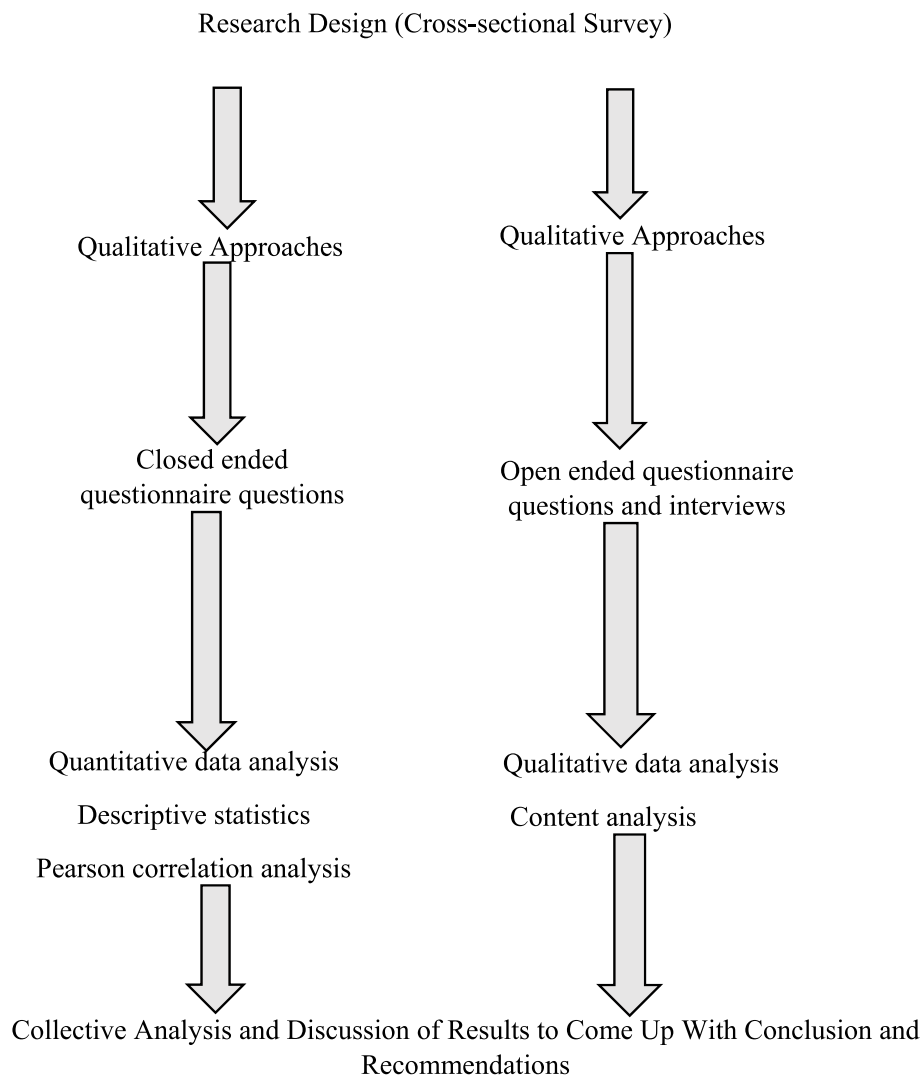 Research Design (Cross-sectional Survey)
Qualitative Approaches
Qualitative Approaches
Closed ended
questionnaire questions
Open ended questionnaire
questions and interviews
Quantitative data analysis
Qualitative data analysis
Descriptive statistics
Content analysis
Pearson correlation analysis
Collective Analysis and Discussion of Results to Come Up With Conclusion and
Recommendations